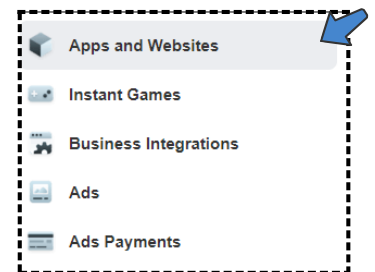 Apps and Websites
Instant Games
Business Integrations
Ads
Ads Payments